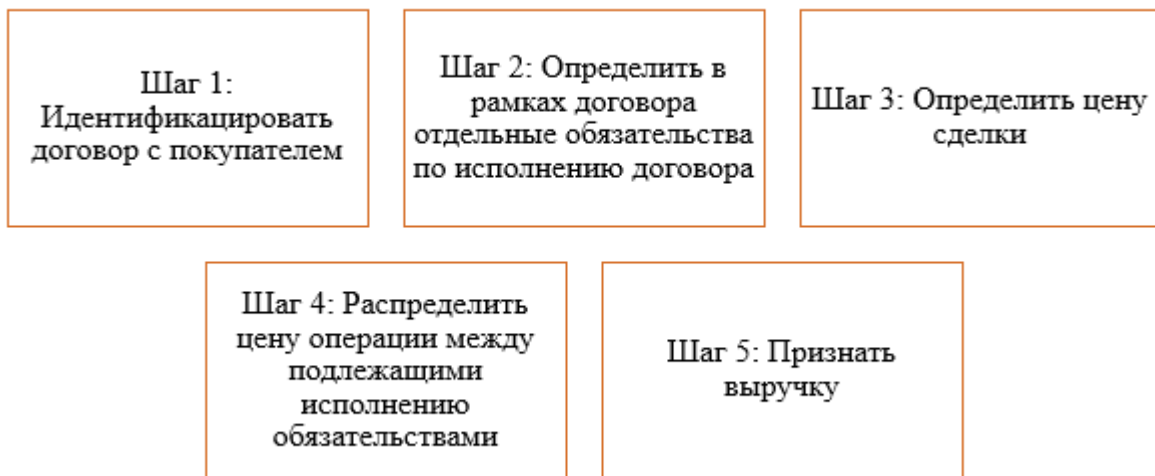 Шаг 1:
Идентификацировать
договор с покупателем
Шаг 2: Определить в
рамках договора
отдельные обязательства
по исполнению договора
Шаг 3: Определить цену
сделки
Шаг 4: Распределить
цену операции между
подлежащими
исполнению
обязательствами
Шаг 5: Признать
выручку